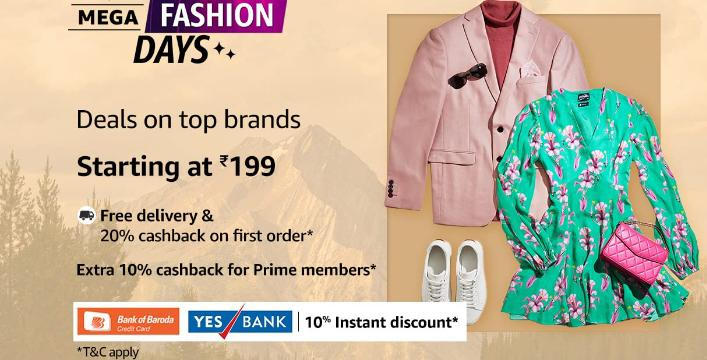 MEGA FASHION
DAYS
Deals on top brands
Starting at ₹199
Free delivery &
20% cashback on first order*
Extra 10% cashback for Prime members*
Bank of Baroda
Credit Card
YES BANK
10% Instant discount*
*T&C apply